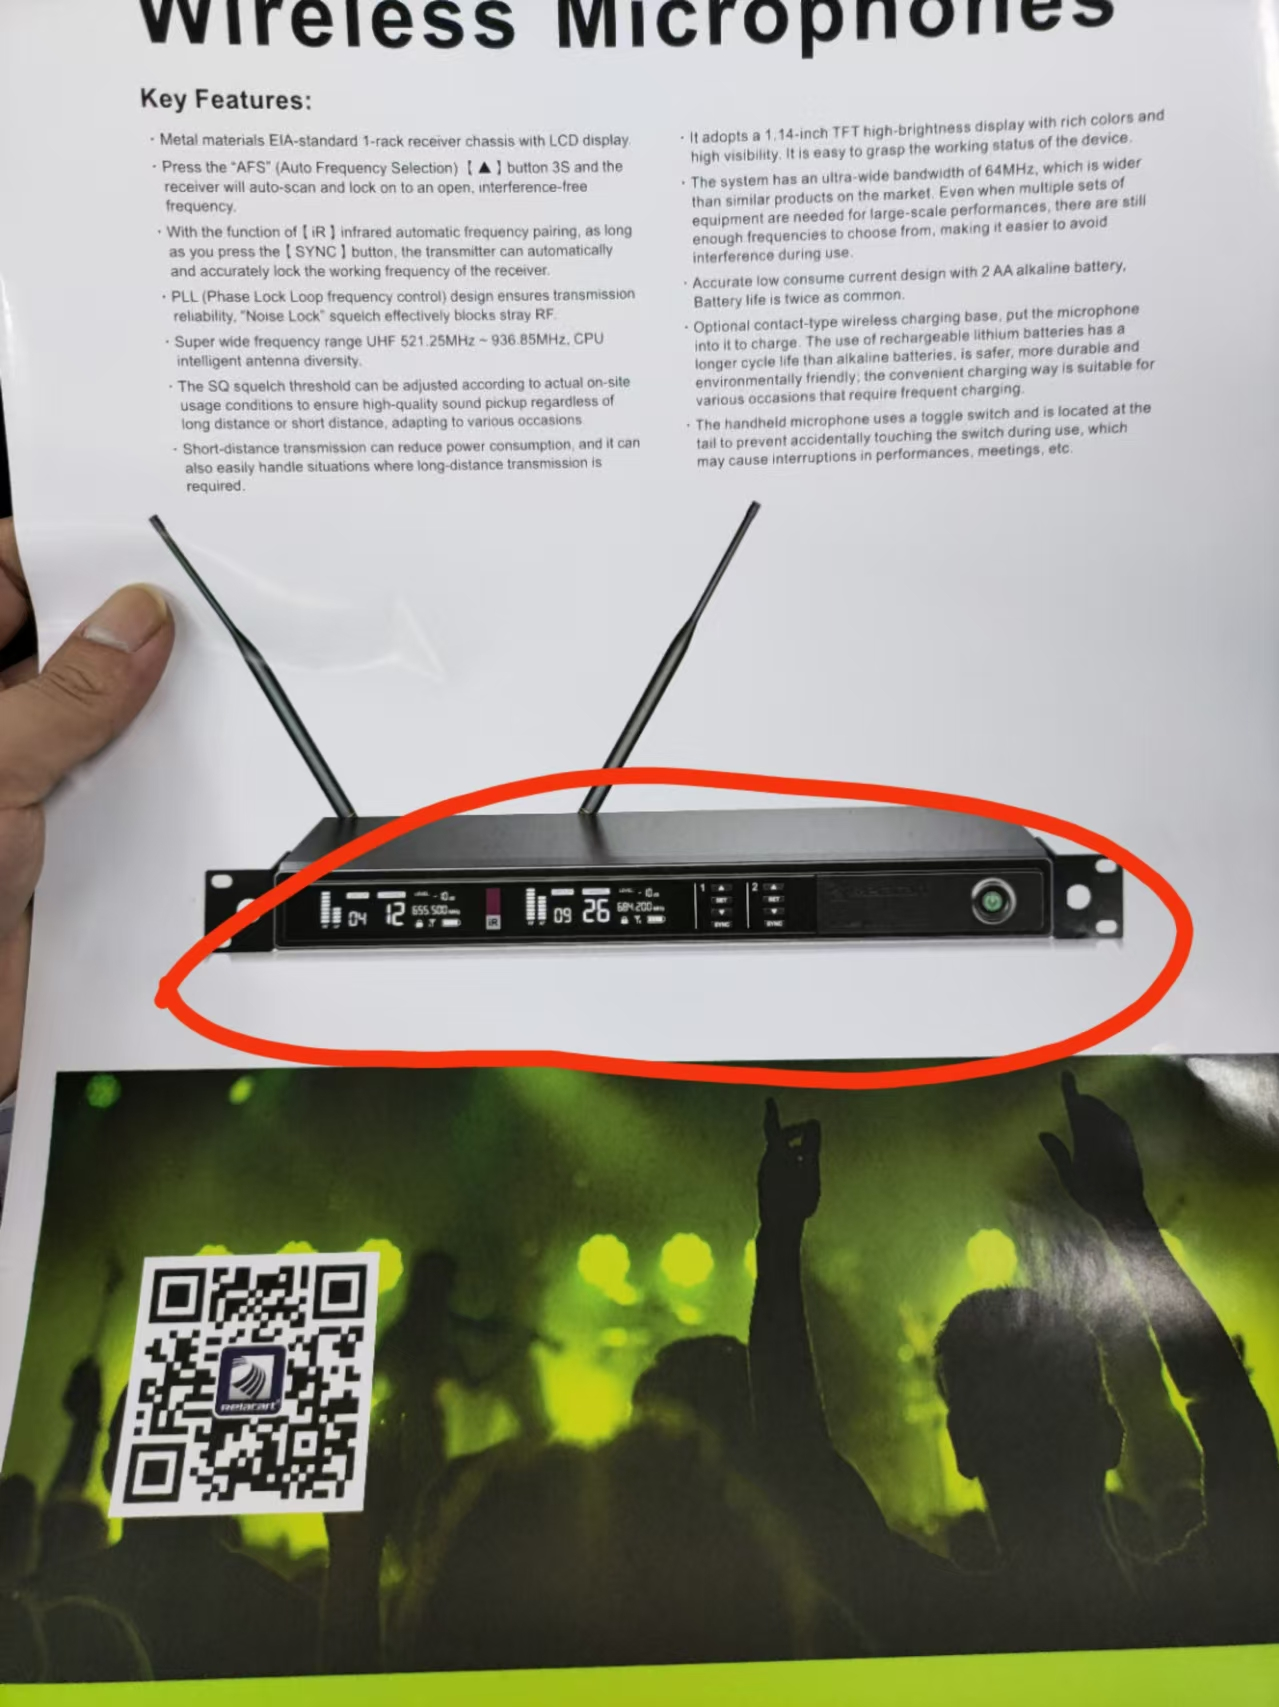 Wireless Microphones
Key Features:
· Metal materials EIA-standard 1-rack receiver chassis with LCD display.
· Press the “AFS” (Auto Frequency Selection)【 ▲ 】button 3S and the
receiver will auto-scan and lock on to an open, interference-free
frequency.
· With the function of【 iR 】infrared automatic frequency pairing, as long
as you press the【 SYNC 】button, the transmitter can automatically
and accurately lock the working frequency of the receiver.
· PLL (Phase Lock Loop frequency control) design ensures transmission
reliability, “Noise Lock” squelch effectively blocks stray RF.
· Super wide frequency range UHF 521.25MHz ~ 936.85MHz, CPU
intelligent antenna diversity.
· The SQ squelch threshold can be adjusted according to actual on-site
usage conditions to ensure high-quality sound pickup regardless of
long distance or short distance, adapting to various occasions
· Short-distance transmission can reduce power consumption, and it can
also easily handle situations where long-distance transmission is
required.
· It adopts a 1.14-inch TFT high-brightness display with rich colors and
high visibility. It is easy to grasp the working status of the device.
· The system has an ultra-wide bandwidth of 64MHz, which is wider
than similar products on the market. Even when multiple sets of
equipment are needed for large-scale performances, there are still
enough frequencies to choose from, making it easier to avoid
interference during use.
· Accurate low consume current design with 2 AA alkaline battery,
Battery life is twice as common.
· Optional contact-type wireless charging base, put the microphone
into it to charge. The use of rechargeable lithium batteries has a
longer cycle life than alkaline batteries, is safer, more durable and
environmentally friendly; the convenient charging way is suitable for
various occasions that require frequent charging.
· The handheld microphone uses a toggle switch and is located at the
tail to prevent accidentally touching the switch during use, which
may cause interruptions in performances, meetings, etc.
04 12 655.500MHz iR 09 26 684.200MHz
1 SET SYNC 2 SET SYNC
Relacart